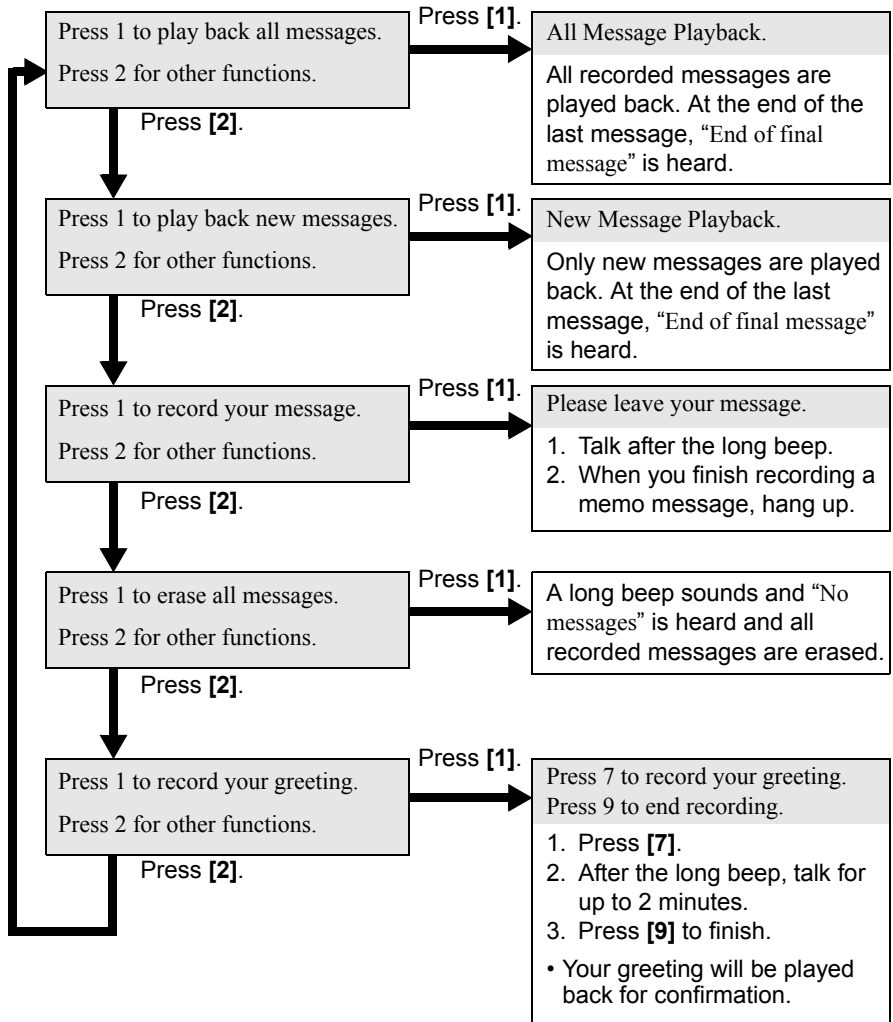 Press 1 to play back all messages.
Press 2 for other functions.
Press [1].
All Message Playback.
All recorded messages are
played back. At the end of the
last message, “End of final
message” is heard.
Press [2].
Press 1 to play back new messages.
Press 2 for other functions.
Press [1].
New Message Playback.
Only new messages are played
back. At the end of the last
message, “End of final message”
is heard.
Press [2].
Press 1 to record your message.
Press 2 for other functions.
Press [1].
Please leave your message.
1. Talk after the long beep.
2. When you finish recording a
memo message, hang up.
Press [2].
Press 1 to erase all messages.
Press 2 for other functions.
Press [1].
A long beep sounds and “No
messages” is heard and all
recorded messages are erased.
Press [2].
Press 1 to record your greeting.
Press 2 for other functions.
Press [1].
Press 7 to record your greeting.
Press 9 to end recording.
1. Press [7].
2. After the long beep, talk for
up to 2 minutes.
3. Press [9] to finish.
• Your greeting will be played
back for confirmation.
Press [2].